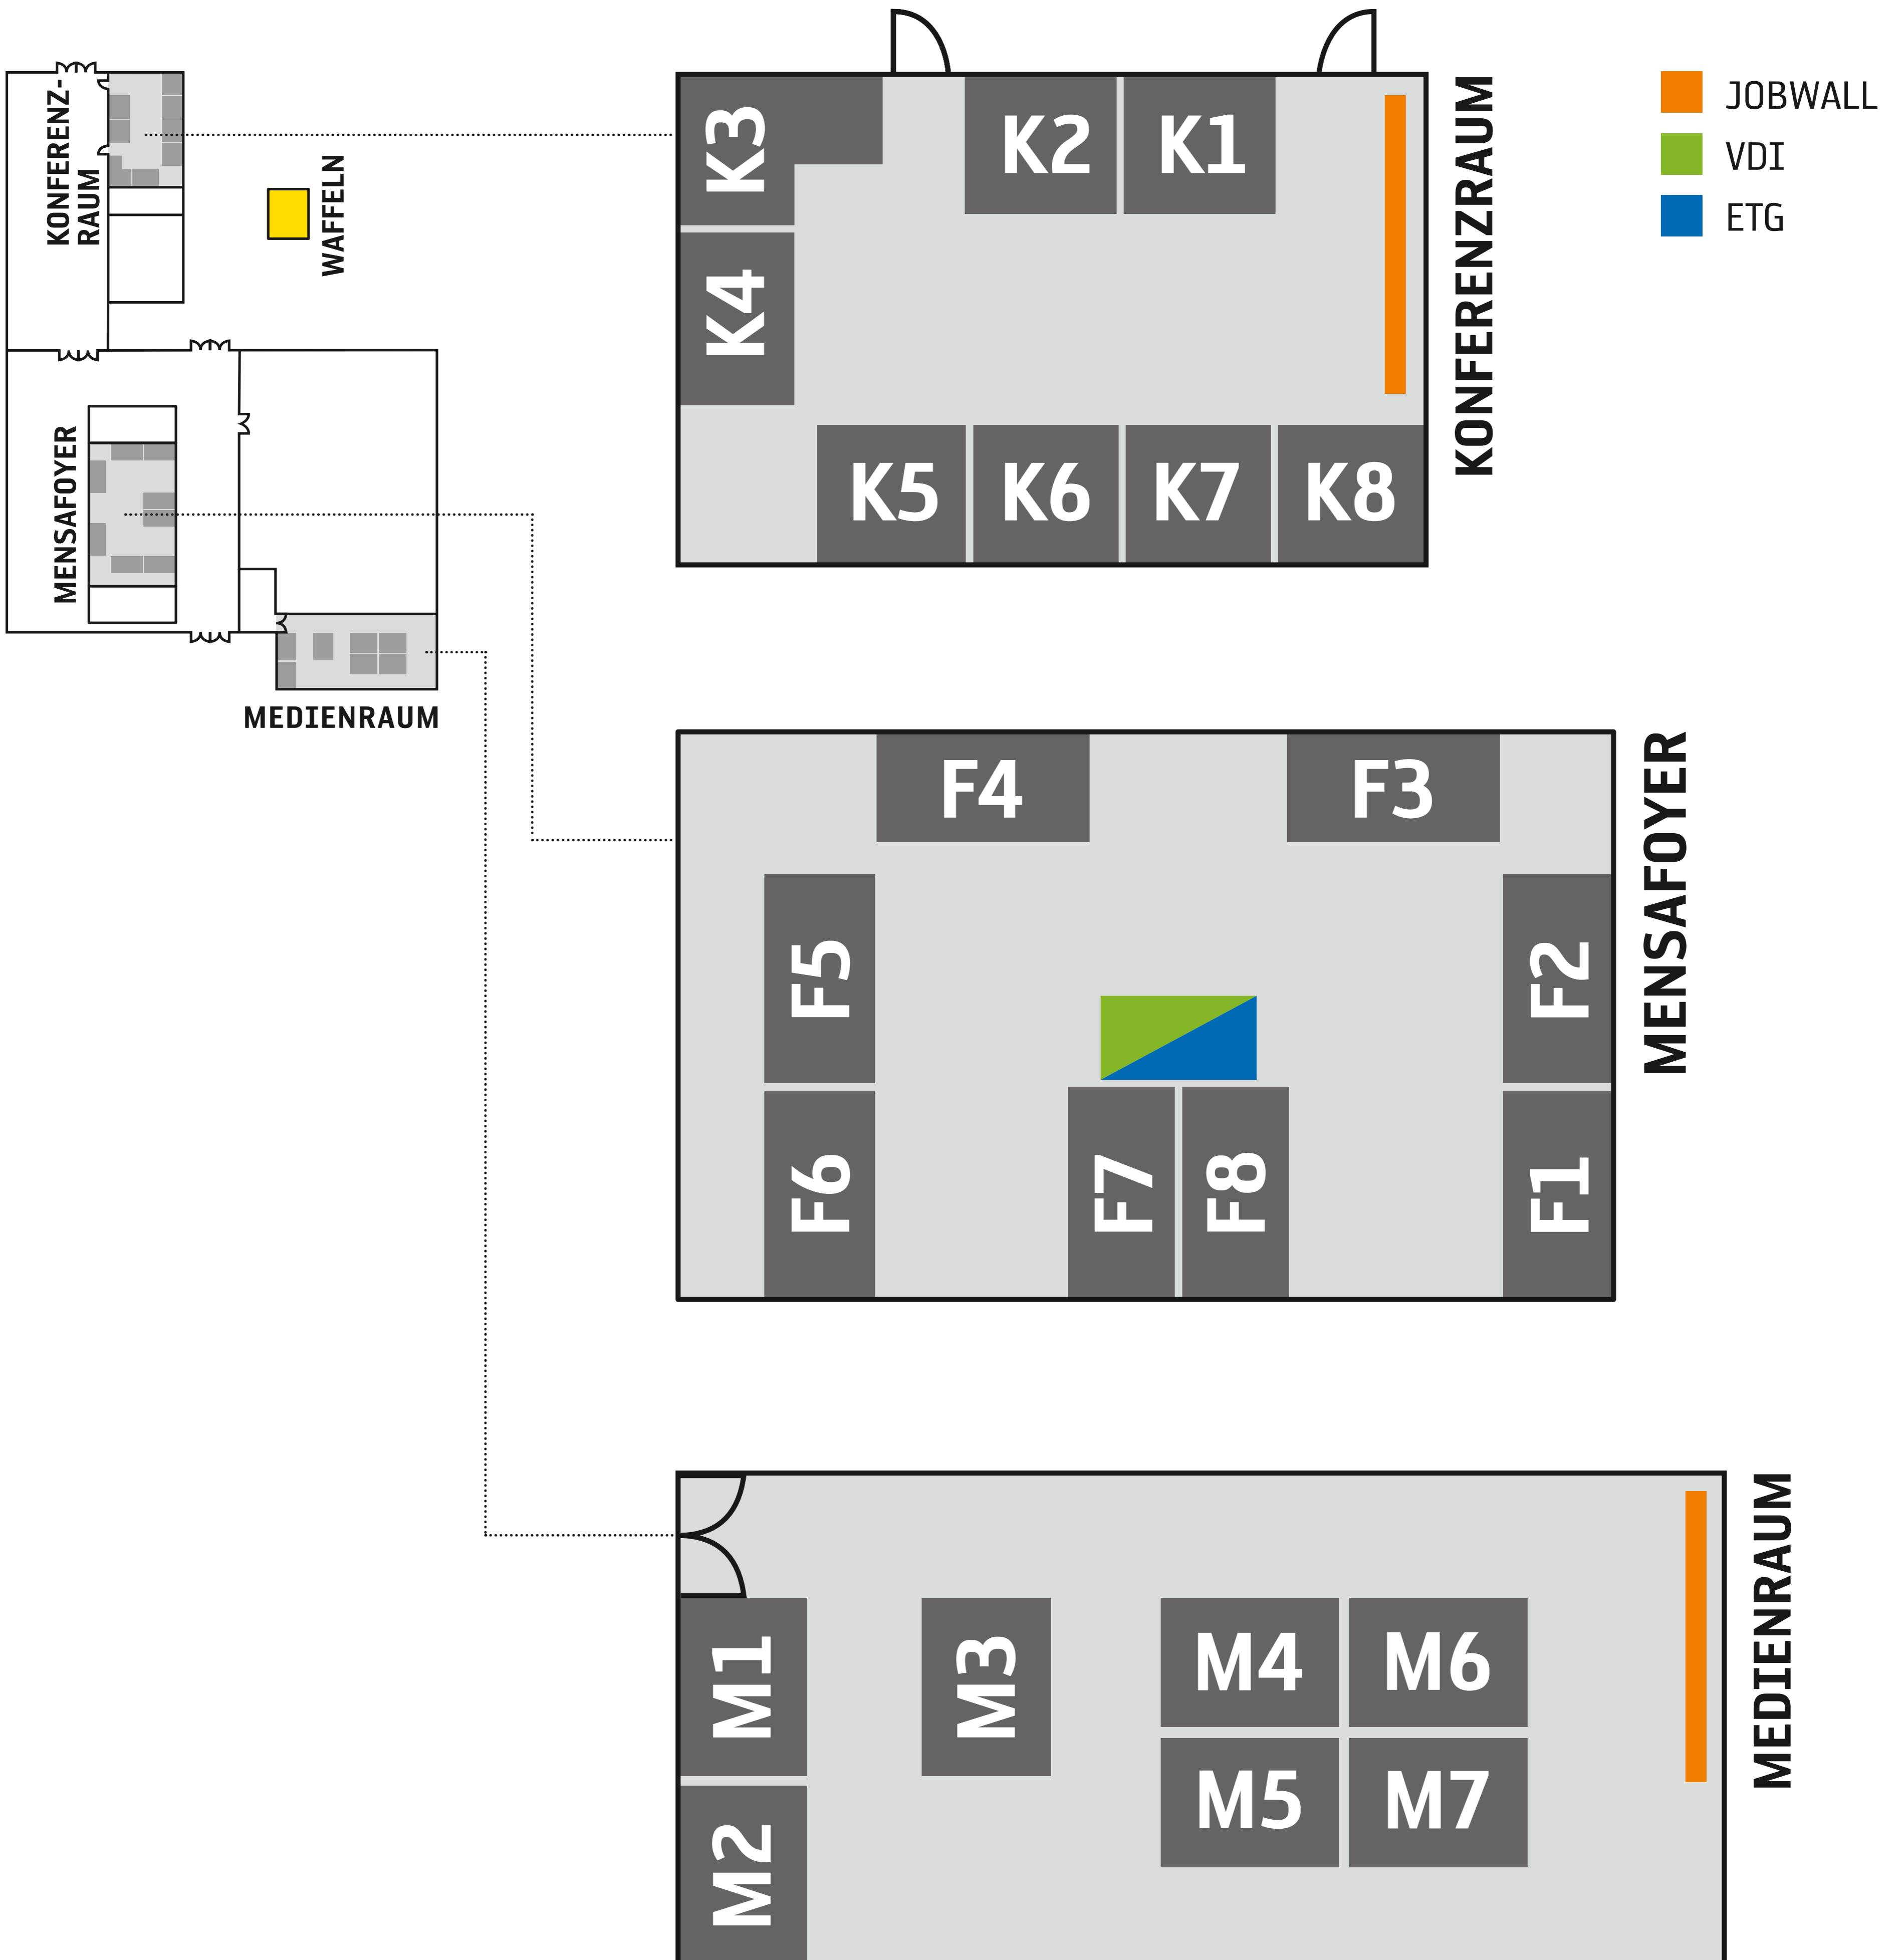 KONFERENZ-
RAUM
WAFFELN
MENSAFOYER
MEDIENRAUM
K3
K2
K1
K4
K5
K6
K7
K8
KONFERENZRAUM
JOBWALL
VDI
ETG
F4
F3
F5
F2
F6
F7
F8
F1
MENSAFOYER
M1
M3
M4
M6
M2
M5
M7
MEDIENRAUM